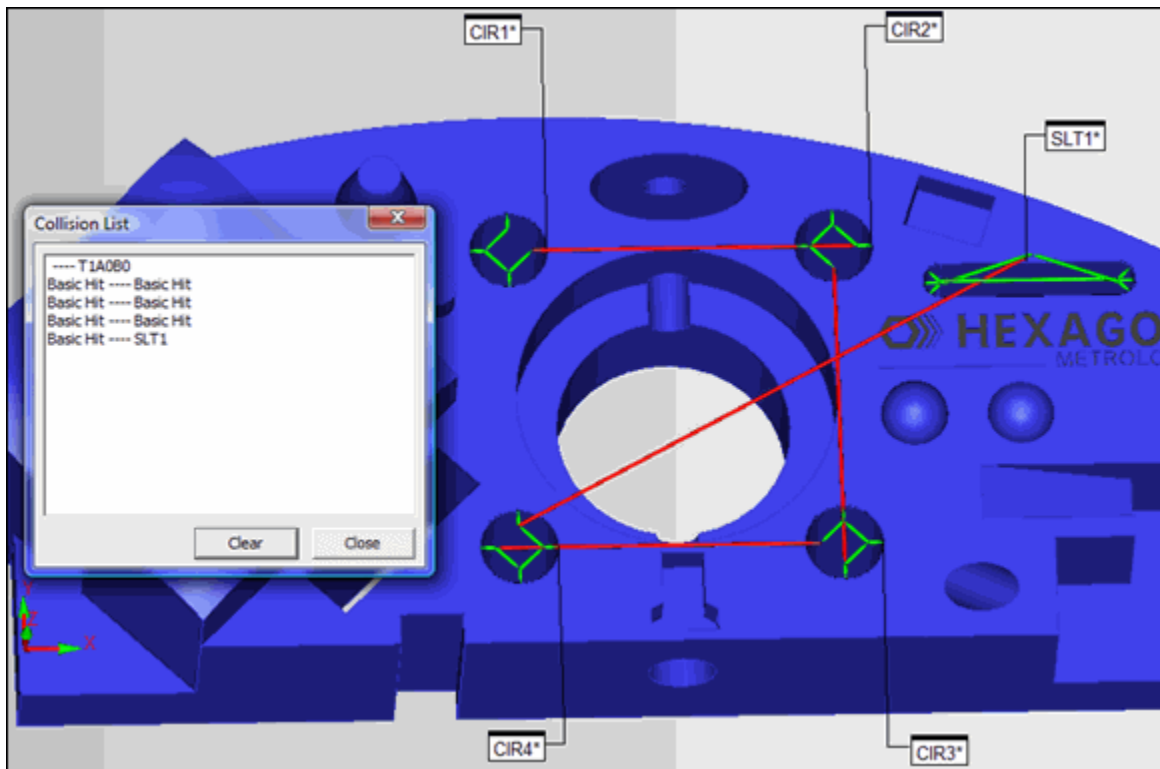 CIR1*
CIR2*
SLT1*
Collision List
---- T1A0B0
Basic Hit ---- Basic Hit
Basic Hit ---- Basic Hit
Basic Hit ---- Basic Hit
Basic Hit ---- SLT1
HEXAGO
METROLO
Clear
Close
Y
Z
X
CIR4*
CIR3*